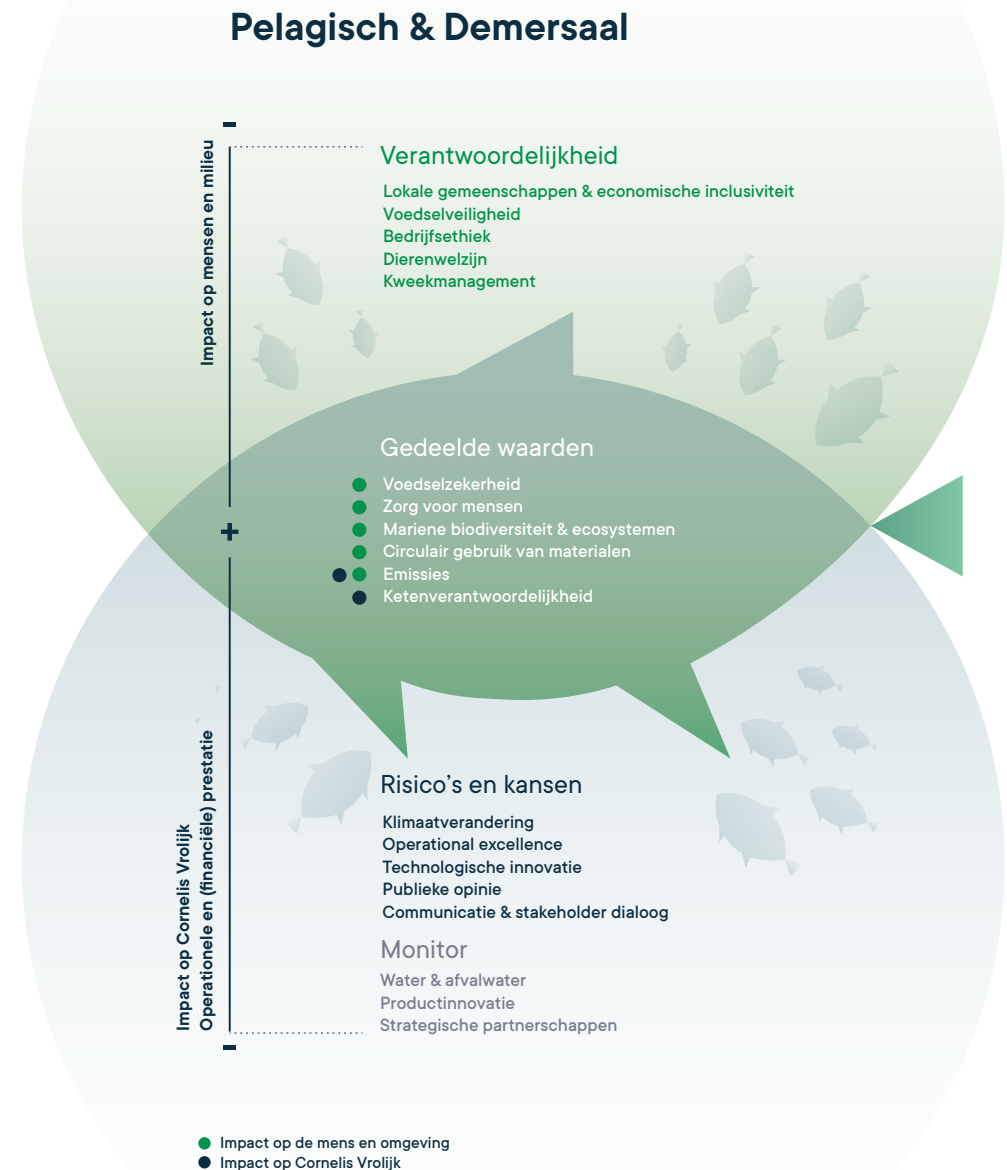 Pelagisch & Demersaal
-
Impact op mensen en milieu
Verantwoordelijkheid
Lokale gemeenschappen & economische inclusiviteit
Voedselveiligheid
Bedrijfsethiek
Dierenwelzijn
Kweekmanagement
Gedeelde waarden
Voedselzekerheid
Zorg voor mensen
Mariene biodiversiteit & ecosystemen
Circulair gebruik van materialen
Emissies
Ketenverantwoordelijkheid
+
Impact op Cornelis Vrolijk
Operationele en (financiële) prestatie
Risico’s en kansen
Klimaatverandering
Operational excellence
Technologische innovatie
Publieke opinie
Communicatie & stakeholder dialoog
Monitor
Water & afvalwater
Productinnovatie
Strategische partnerschappen
-
Impact op de mens en omgeving
Impact op Cornelis Vrolijk